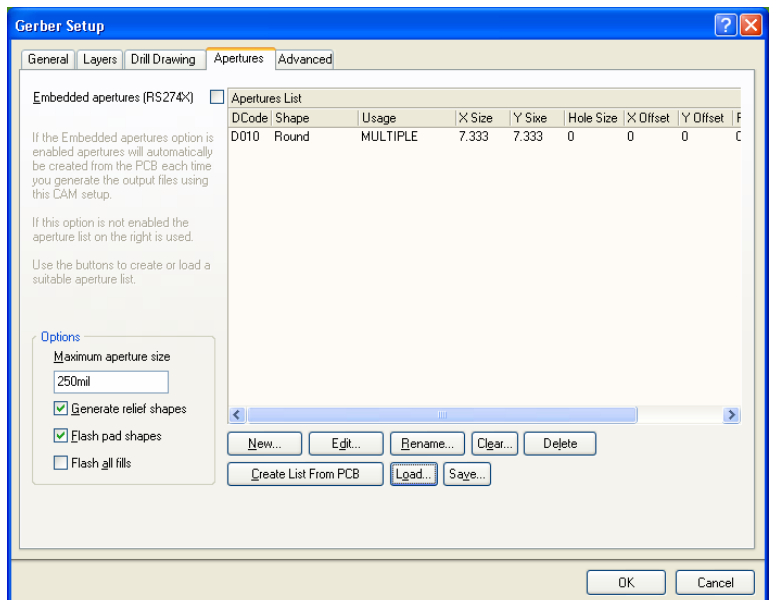 Gerber Setup
General Layers Drill Drawing Apertures Advanced
Embedded apertures (RS274X)
If the Embedded apertures option is
enabled apertures will automatically
be created from the PCB each time
you generate the output files using
this CAM setup.
If this option is not enabled the
aperture list on the right is used.
Use the buttons to create or load a
suitable aperture list.
Options
Maximum aperture size
250mil
Generate relief shapes
Flash pad shapes
Flash all fills
Apertures List
DCode Shape Usage X Size Y Sixe Hole Size X Offset Y Offset
D010 Round MULTIPLE 7.333 7.333 0 0 0
New... Edit... Rename... Clear... Delete
Create List From PCB Load... Save...
OK Cancel